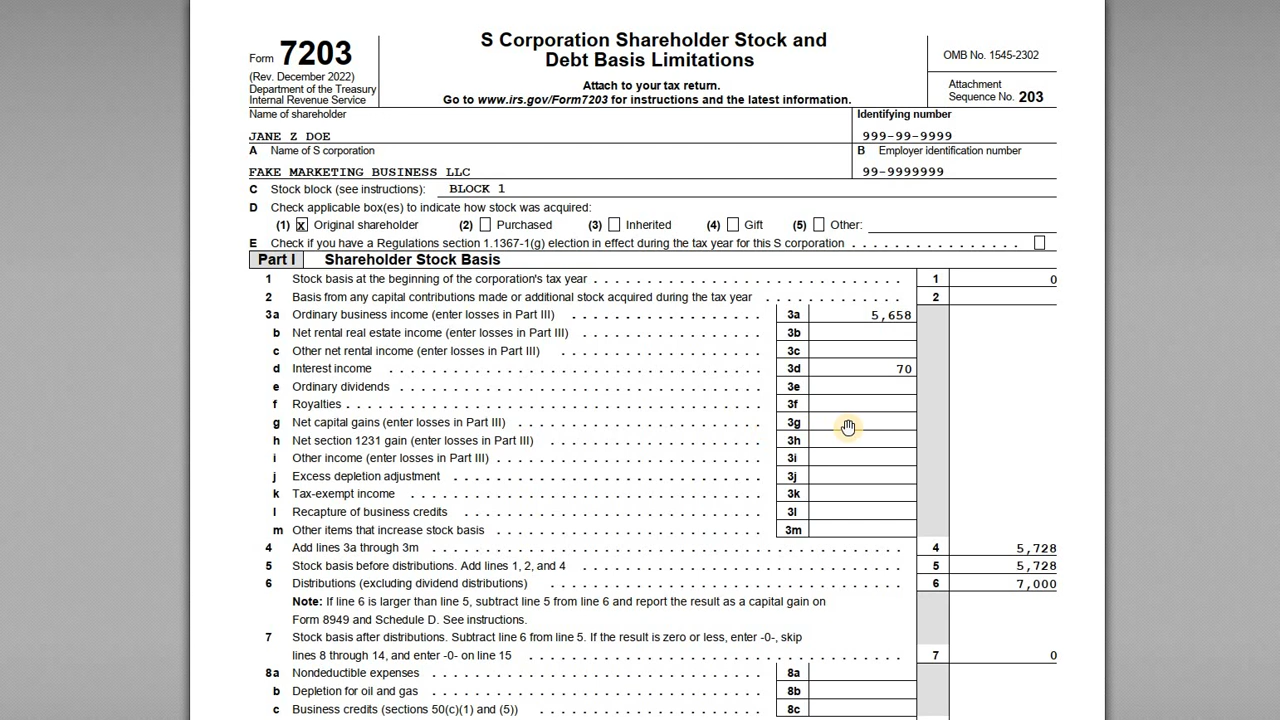 Form 7203
(Rev. December 2022)
Department of the Treasury
Internal Revenue Service
S Corporation Shareholder Stock and
Debt Basis Limitations
Attach to your tax return.
Go to www.irs.gov/Form7203 for instructions and the latest information.
OMB No. 1545-2302
Attachment
Sequence No. 203
Name of shareholder
JANE Z DOE
Identifying number
999-99-9999
A Name of S corporation
FAKE MARKETING BUSINESS LLC
B Employer identification number
99-9999999
C Stock block (see instructions): BLOCK 1
D Check applicable box(es) to indicate how stock was acquired:
(1) X Original shareholder (2) Purchased (3) Inherited (4) Gift (5) Other:
E Check if you have a Regulations section 1.1367-1(g) election in effect during the tax year for this S corporation
Part I Shareholder Stock Basis
1 Stock basis at the beginning of the corporation's tax year 1 0
2 Basis from any capital contributions made or additional stock acquired during the tax year 2
3a Ordinary business income (enter losses in Part III) 3a 5,658
b Net rental real estate income (enter losses in Part III) 3b
c Other net rental income (enter losses in Part III) 3c
d Interest income 3d 70
e Ordinary dividends 3e
f Royalties 3f
g Net capital gains (enter losses in Part III) 3g
h Net section 1231 gain (enter losses in Part III) 3h
i Other income (enter losses in Part III) 3i
j Excess depletion adjustment 3j
k Tax-exempt income 3k
l Recapture of business credits 3l
m Other items that increase stock basis 3m
4 Add lines 3a through 3m 4 5,728
5 Stock basis before distributions. Add lines 1, 2, and 4 5 5,728
6 Distributions (excluding dividend distributions) 6 7,000
Note: If line 6 is larger than line 5, subtract line 5 from line 6 and report the result as a capital gain on
Form 8949 and Schedule D. See instructions.
7 Stock basis after distributions. Subtract line 6 from line 5. If the result is zero or less, enter -0-, skip
lines 8 through 14, and enter -0- on line 15 7 0
8a Nondeductible expenses 8a
b Depletion for oil and gas 8b
c Business credits (sections 50(c)(1) and (5)) 8c